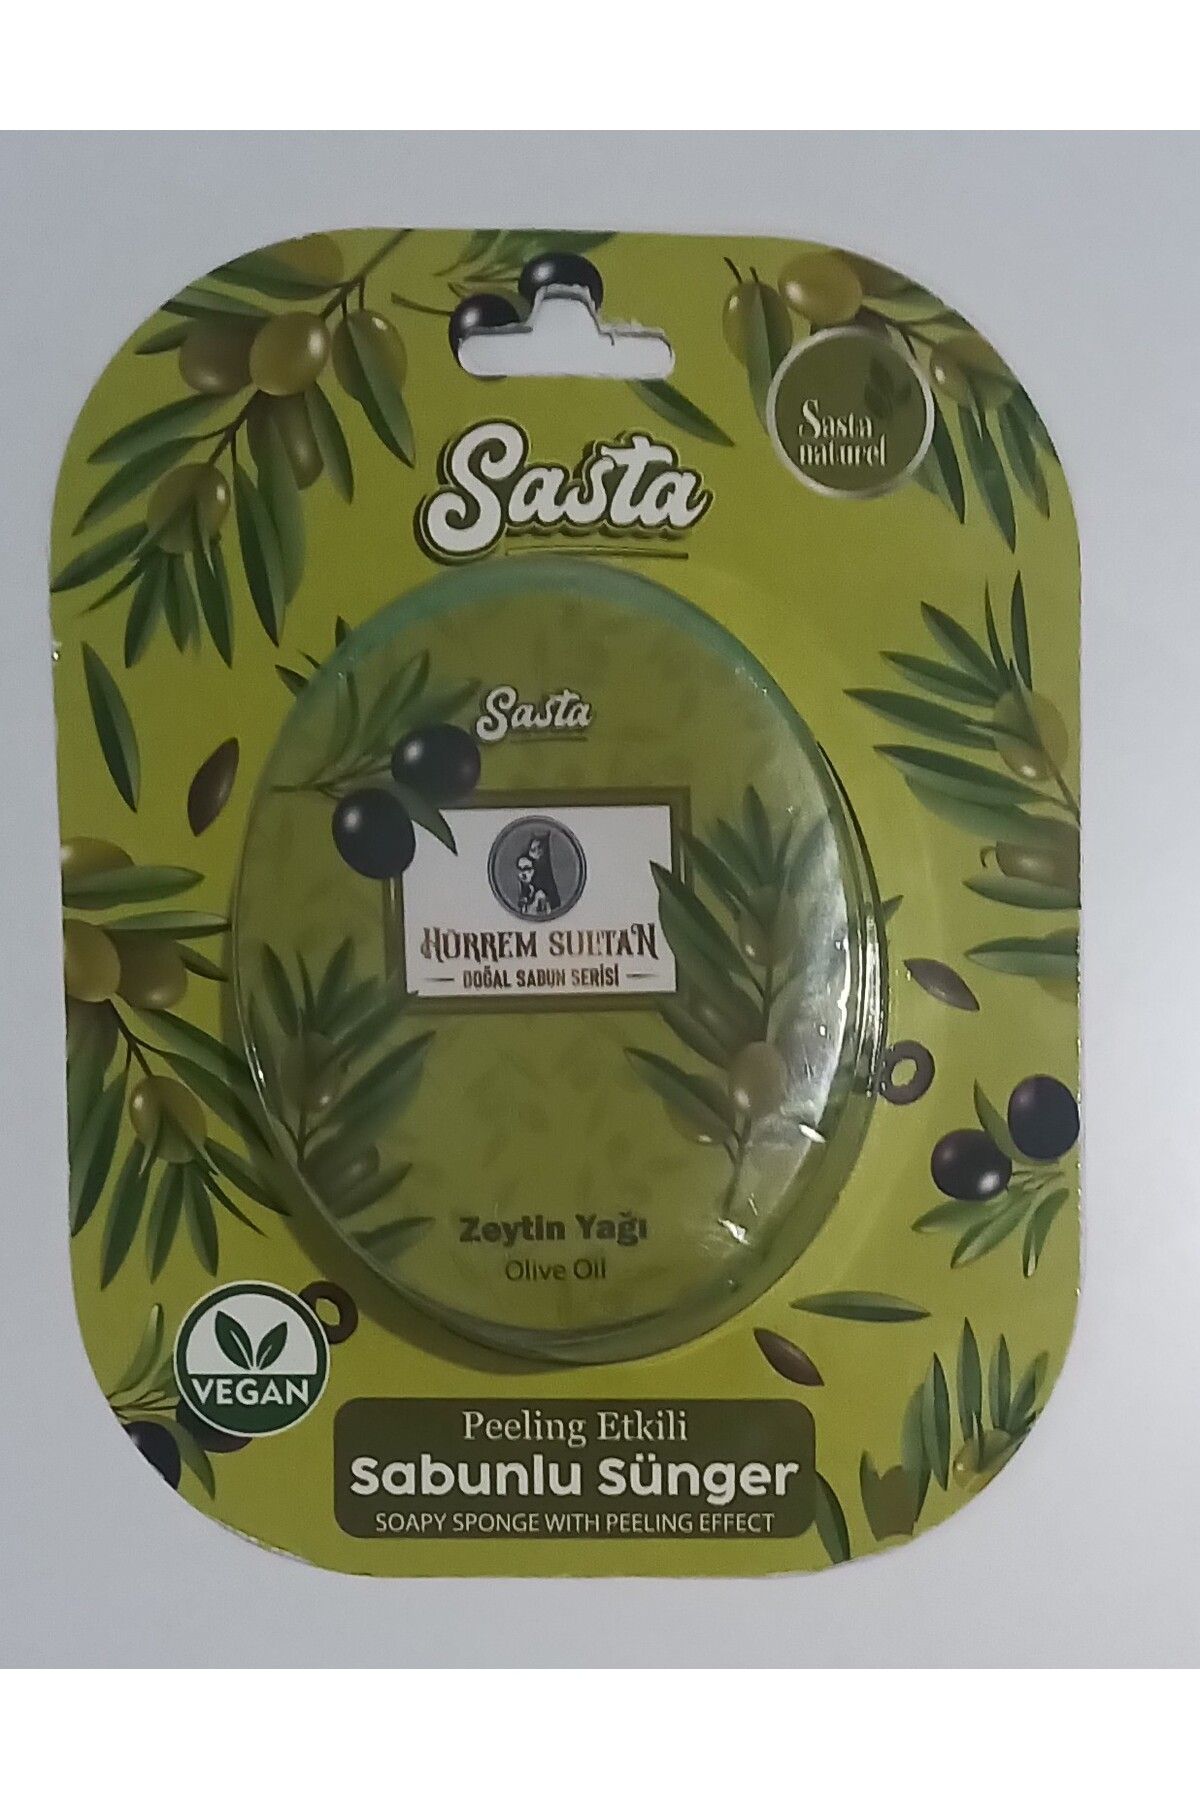 Sasta
naturel
Sasta
Sasta
HÜRREM SULTAN
DOĞAL SABUN SERİSİ
Zeytin Yağı
Olive Oil
VEGAN
Peeling Etkili
Sabunlu Sünger
SOAPY SPONGE WITH PEELING EFFECT